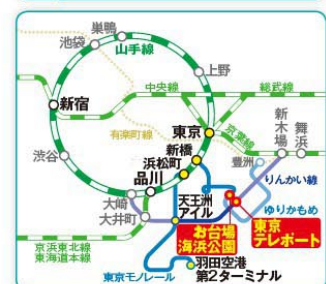 巣鴨
池袋
山手線
上野
中央線
総武線
新宿
有楽町線
東京
京葉線
新木場
舞浜
新橋
豊洲
渋谷
浜松町
品川
りんかい線
大崎
天王洲
アイル
ゆりかもめ
大井町
お台場
海浜公園
東京
テレポート
京浜東北線
東海道本線
羽田空港
第2ターミナル
東京モノレール